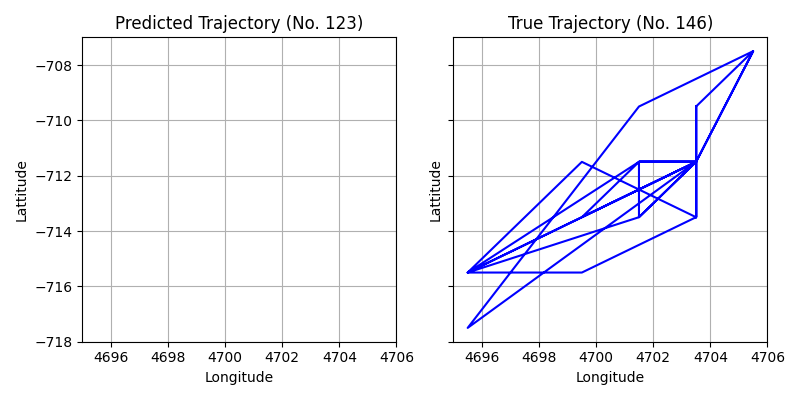 Predicted Trajectory (No. 123)
True Trajectory (No. 146)
−708
−710
−712
−714
−716
−718
Lattitude
Lattitude
4696 4698 4700 4702 4704 4706
4696 4698 4700 4702 4704 4706
Longitude
Longitude